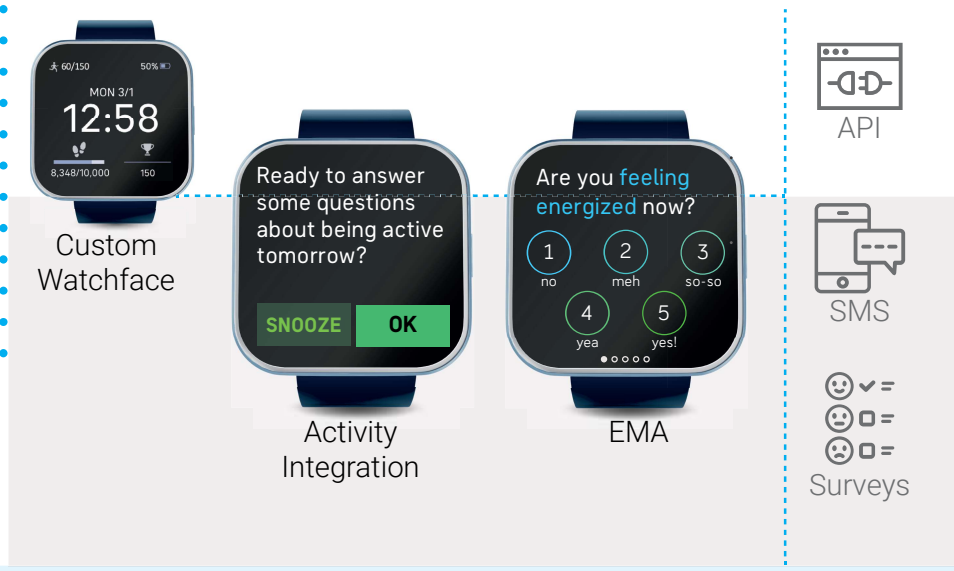 60/150
50%
MON 3/1
12:58
8,348/10,000
150
Custom
Watchface
Ready to answer
some questions
about being active
tomorrow?
SNOOZE
OK
Activity
Integration
Are you feeling
energized now?
1
no
2
meh
3
so-so
4
yea
5
yes!
EMA
API
SMS
Surveys